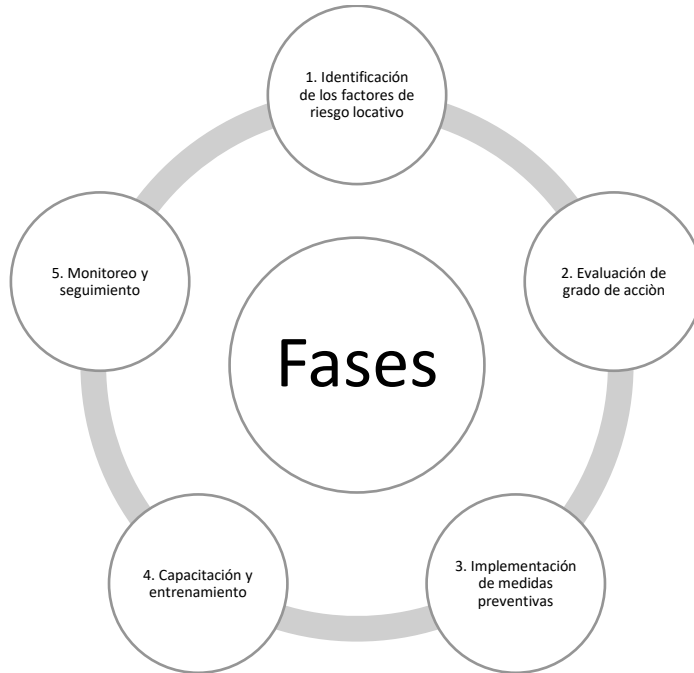 1. Identificación
de los factores de
riesgo locativo
2. Evaluación de
grado de acciòn
3. Implementación
de medidas
preventivas
4. Capacitación y
entrenamiento
5. Monitoreo y
seguimiento
Fases